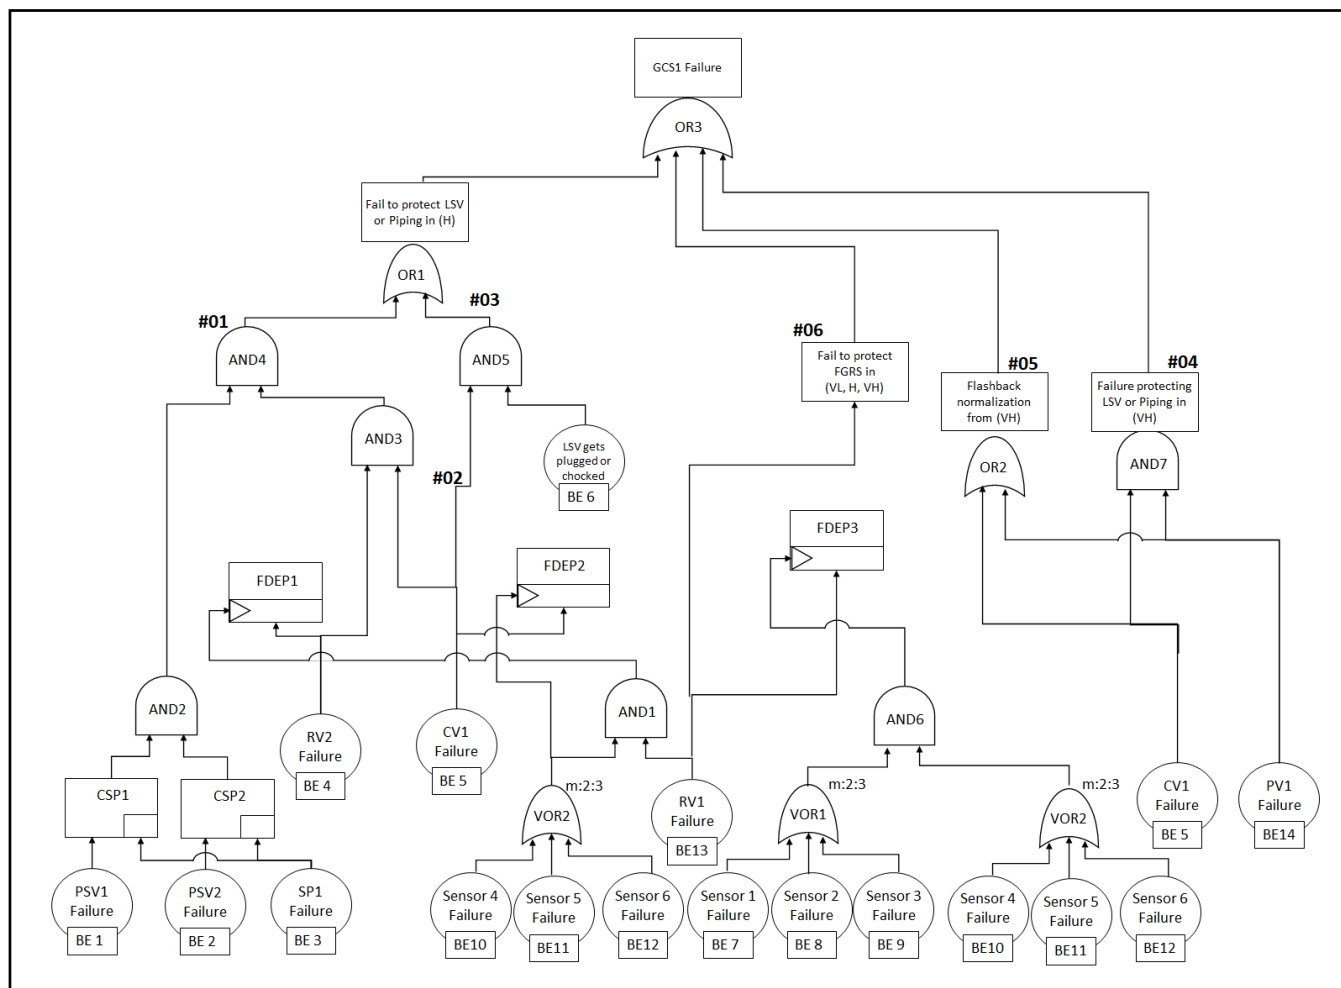 GCS1 Failure
OR3
Fail to protect LSV
or Piping in (H)
OR1
#03
#01
#06
AND4
AND5
Fail to protect
FGRS in
(VL, H, VH)
#05
#04
Flashback
normalization
from (VH)
Failure protecting
LSV or Piping in
(VH)
AND3
LSV gets
plugged or
chocked
BE 6
#02
OR2
AND7
FDEP1
FDEP2
FDEP3
AND2
AND1
AND6
RV2
Failure
BE 4
CV1
Failure
BE 5
CSP1
CSP2
m:2:3
VOR2
RV1
Failure
BE13
m:2:3
VOR1
m:2:3
VOR2
CV1
Failure
BE 5
PV1
Failure
BE14
PSV1
Failure
BE 1
PSV2
Failure
BE 2
SP1
Failure
BE 3
Sensor 4
Failure
BE10
Sensor 5
Failure
BE11
Sensor 6
Failure
BE12
Sensor 1
Failure
BE 7
Sensor 2
Failure
BE 8
Sensor 3
Failure
BE 9
Sensor 4
Failure
BE10
Sensor 5
Failure
BE11
Sensor 6
Failure
BE12